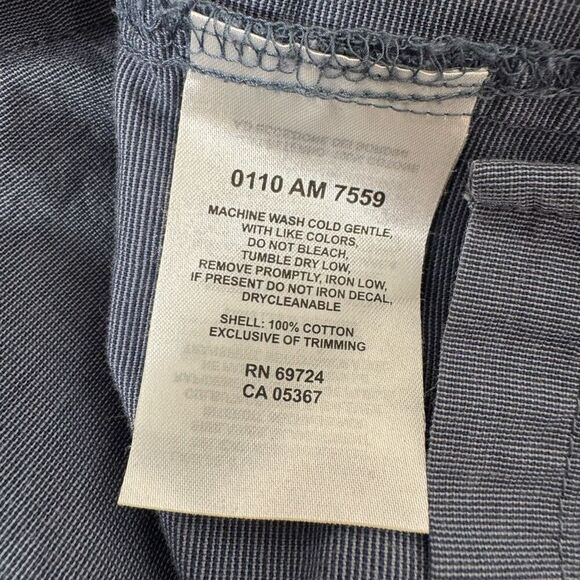 0110 AM 7559
MACHINE WASH COLD GENTLE,
WITH LIKE COLORS,
DO NOT BLEACH,
TUMBLE DRY LOW,
REMOVE PROMPTLY, IRON LOW,
IF PRESENT DO NOT IRON DECAL,
DRYCLEANABLE
SHELL: 100% COTTON
EXCLUSIVE OF TRIMMING
RN 69724
CA 05367